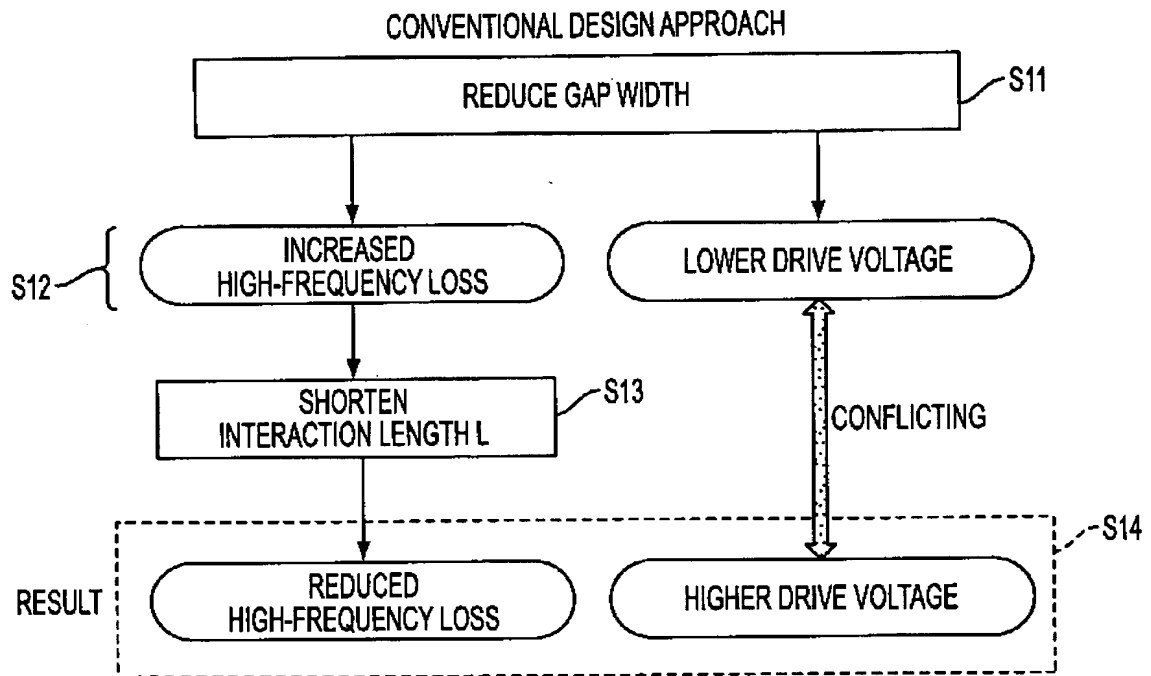 CONVENTIONAL DESIGN APPROACH
REDUCE GAP WIDTH
S11
INCREASED
HIGH-FREQUENCY LOSS
LOWER DRIVE VOLTAGE
S12
SHORTEN
INTERACTION LENGTH L
S13
CONFLICTING
S14
RESULT
REDUCED
HIGH-FREQUENCY LOSS
HIGHER DRIVE VOLTAGE